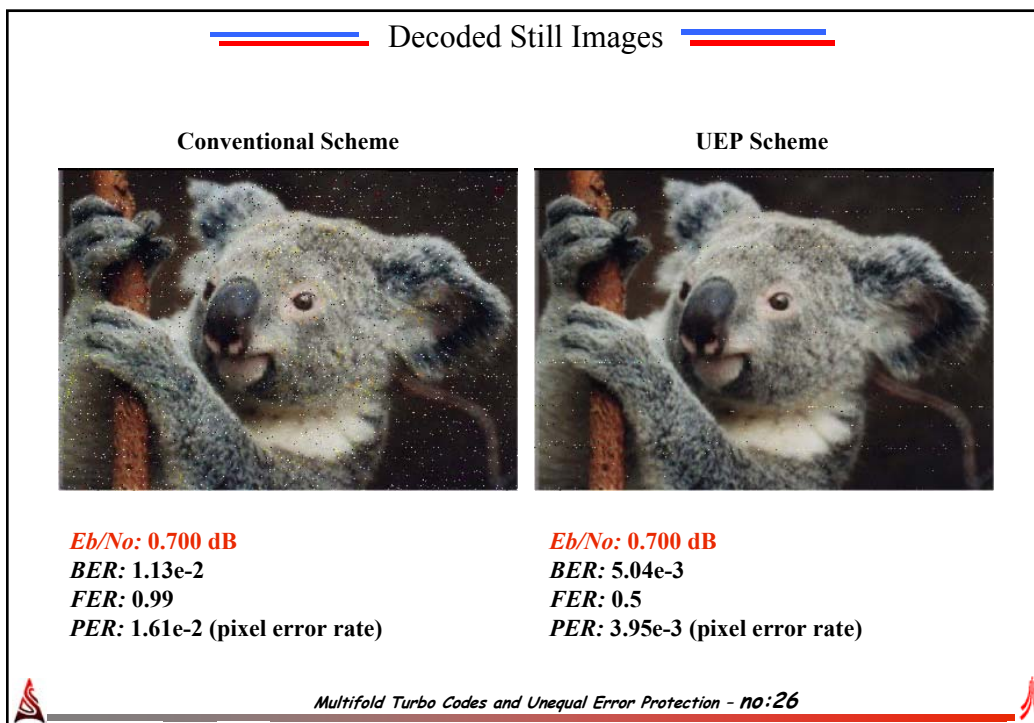 Decoded Still Images
Conventional Scheme
UEP Scheme
Eb/No: 0.700 dB
BER: 1.13e-2
FER: 0.99
PER: 1.61e-2 (pixel error rate)
Eb/No: 0.700 dB
BER: 5.04e-3
FER: 0.5
PER: 3.95e-3 (pixel error rate)
Multifold Turbo Codes and Unequal Error Protection - no:26